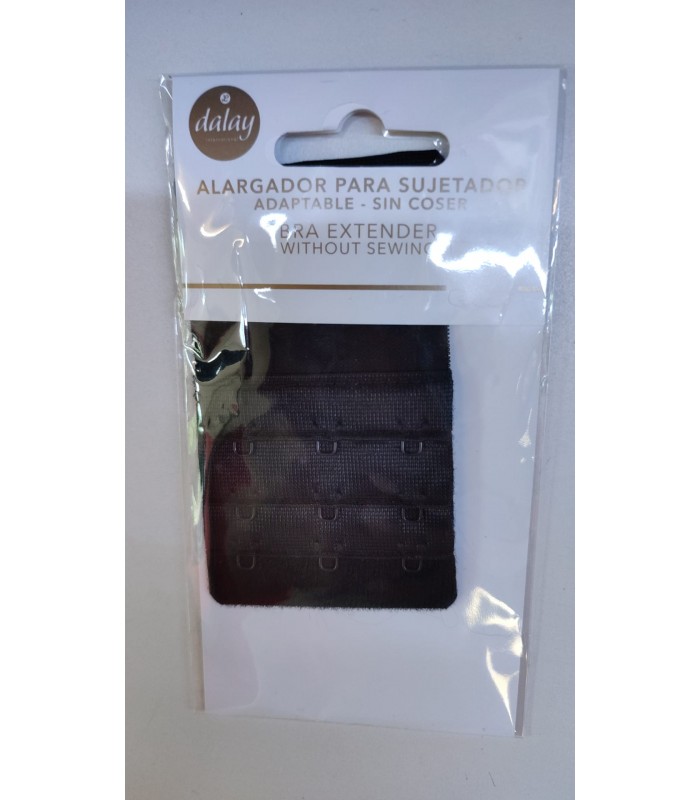 dalay
ALARGADOR PARA SUJETADOR
ADAPTABLE - SIN COSER
BRA EXTENDER
WITHOUT SEWING